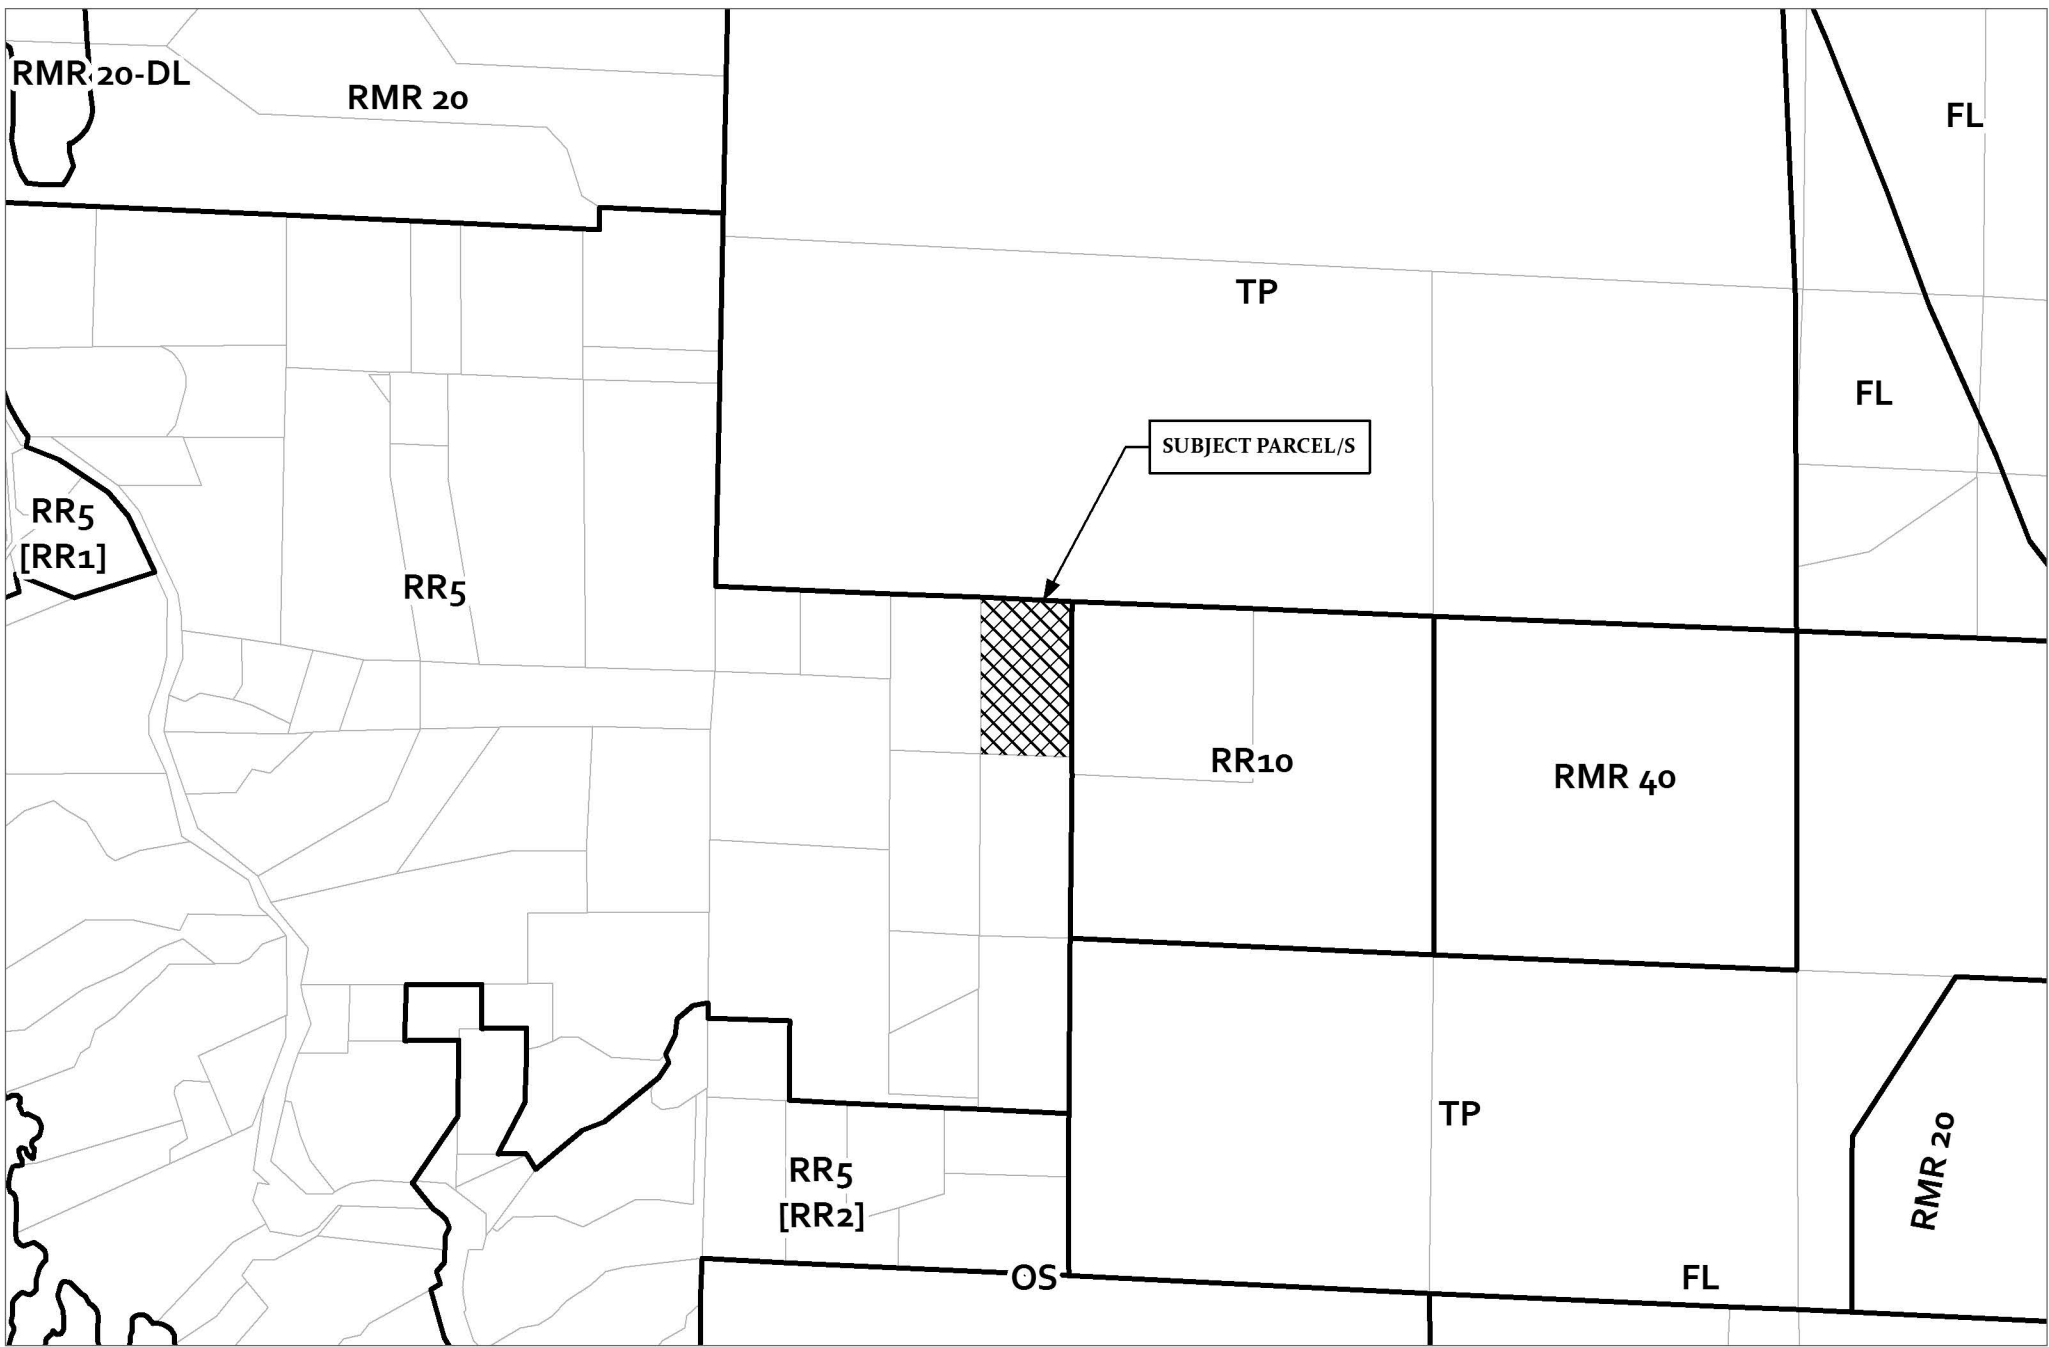 RMR 20-DL
RMR 20
FL
TP
FL
SUBJECT PARCEL/S
RR5
[RR1]
RR5
RR10
RMR 40
TP
RMR 20
RR5
[RR2]
OS
FL